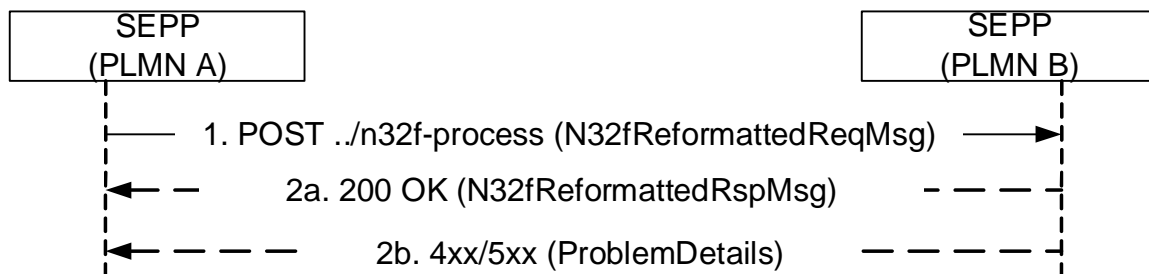 SEPP
(PLMN A)
SEPP
(PLMN B)
1. POST ../n32f-process (N32fReformattedReqMsg)
2a. 200 OK (N32fReformattedRspMsg)
2b. 4xx/5xx (ProblemDetails)